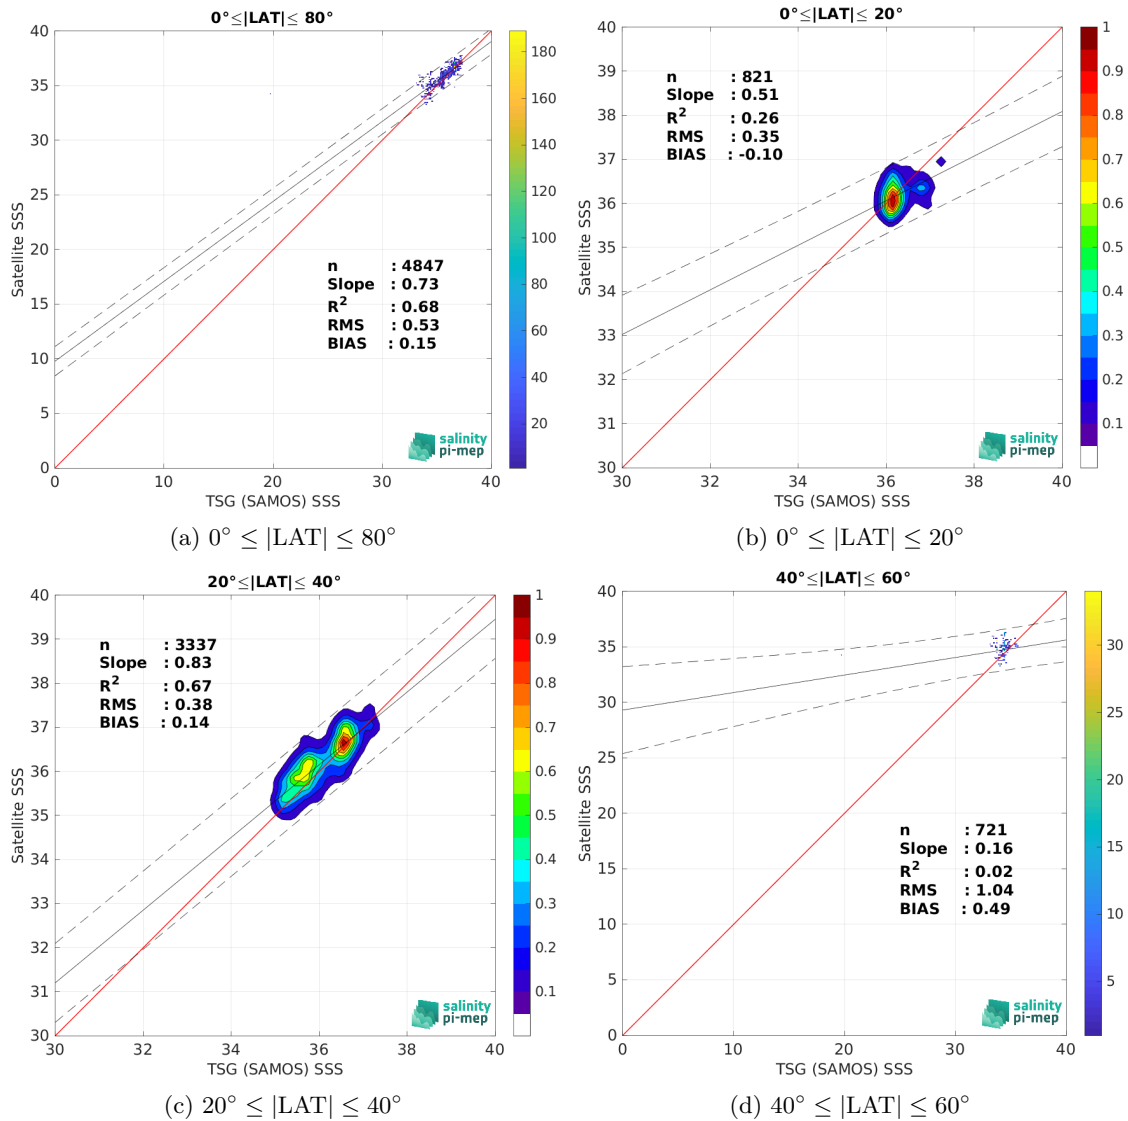 0°≤|LAT|≤ 80°
40
35
30
25
20
15
10
5
0
0
10
20
30
40
Satellite SSS
TSG (SAMOS) SSS
n : 4847
Slope : 0.73
R2 : 0.68
RMS : 0.53
BIAS : 0.15
salinity
pi-mep
180
160
140
120
100
80
60
40
20
(a) 0° ≤ |LAT| ≤ 80°
0°≤|LAT|≤ 20°
40
39
38
37
36
35
34
33
32
31
30
30
32
34
36
38
40
Satellite SSS
TSG (SAMOS) SSS
n : 821
Slope : 0.51
R2 : 0.26
RMS : 0.35
BIAS : -0.10
salinity
pi-mep
1
0.9
0.8
0.7
0.6
0.5
0.4
0.3
0.2
0.1
(b) 0° ≤ |LAT| ≤ 20°
20°≤|LAT|≤ 40°
40
39
38
37
36
35
34
33
32
31
30
30
32
34
36
38
40
Satellite SSS
TSG (SAMOS) SSS
n : 3337
Slope : 0.83
R2 : 0.67
RMS : 0.38
BIAS : 0.14
salinity
pi-mep
1
0.9
0.8
0.7
0.6
0.5
0.4
0.3
0.2
0.1
(c) 20° ≤ |LAT| ≤ 40°
40°≤|LAT|≤ 60°
40
35
30
25
20
15
10
5
0
0
10
20
30
40
Satellite SSS
TSG (SAMOS) SSS
n : 721
Slope : 0.16
R2 : 0.02
RMS : 1.04
BIAS : 0.49
salinity
pi-mep
30
25
20
15
10
5
(d) 40° ≤ |LAT| ≤ 60°